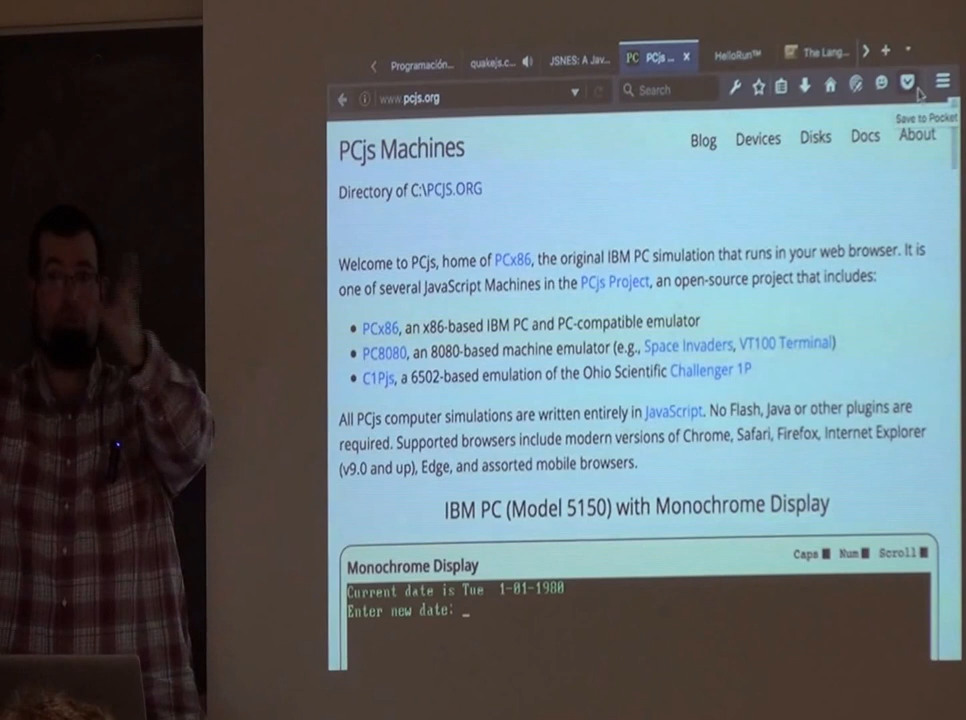 Programación... quakejs.c... JSNES: A Jav... PC PCjs ... HelloRun™ The Lang...
www.pcjs.org Search
Save to Pocket
PCjs Machines Blog Devices Disks Docs About
Directory of C:\PCJS.ORG
Welcome to PCjs, home of PCx86, the original IBM PC simulation that runs in your web browser. It is
one of several JavaScript Machines in the PCjs Project, an open-source project that includes:
• PCx86, an x86-based IBM PC and PC-compatible emulator
• PC8080, an 8080-based machine emulator (e.g., Space Invaders, VT100 Terminal)
• C1Pjs, a 6502-based emulation of the Ohio Scientific Challenger 1P
All PCjs computer simulations are written entirely in JavaScript. No Flash, Java or other plugins are
required. Supported browsers include modern versions of Chrome, Safari, Firefox, Internet Explorer
(v9.0 and up), Edge, and assorted mobile browsers.
IBM PC (Model 5150) with Monochrome Display
Monochrome Display Caps Num Scroll
Current date is Tue 1-01-1980
Enter new date: _